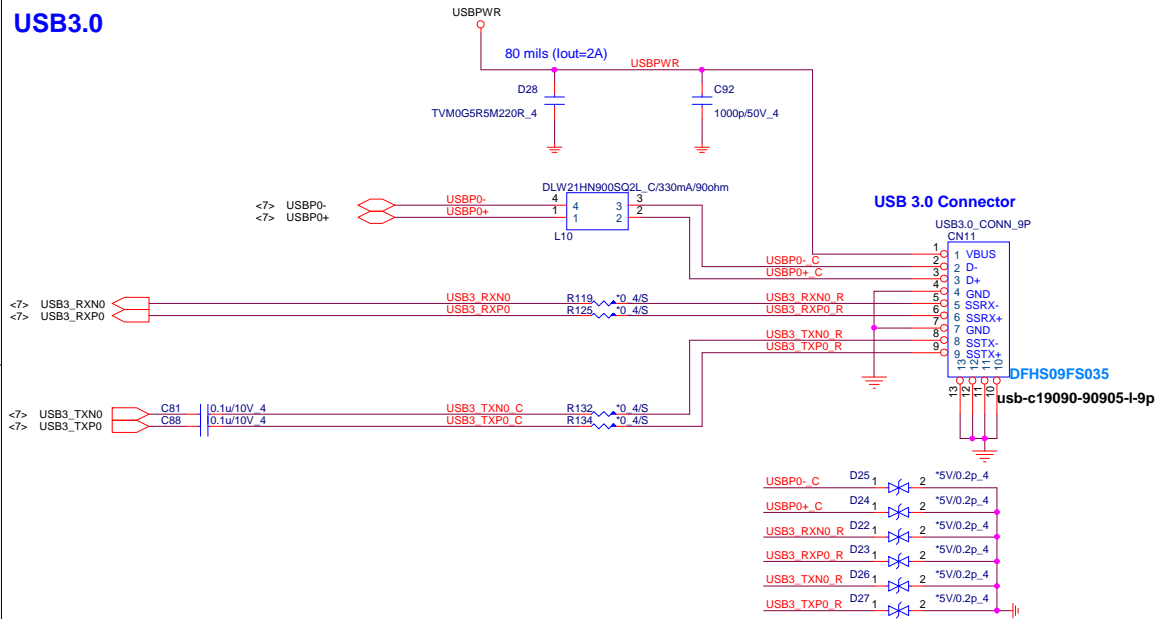 USB3.0
USBPWR
80 mils (Iout=2A)
USBPWR
D28
TVM0G5R5M220R_4
C92
1000p/50V_4
DLW21HN900SQ2L_C/330mA/90ohm
<7> USBP0-
USBP0-
4 4 3 3
<7> USBP0+
USBP0+
1 1 2 2
L10
USB 3.0 Connector
USB3.0_CONN_9P
CN11
1 1 VBUS
USBP0-_C 2 2 D-
USBP0+_C 3 3 D+
4 4 GND
<7> USB3_RXN0
USB3_RXN0
R119 *0_4/S
USB3_RXN0_R 5 5 SSRX-
<7> USB3_RXP0
USB3_RXP0
R125 *0_4/S
USB3_RXP0_R 6 6 SSRX+
7 7 GND
USB3_TXN0_R 8 8 SSTX-
USB3_TXP0_R 9 9 SSTX+
13 12 11 10
13 12 11 10
DFHS09FS035
usb-c19090-90905-l-9p
<7> USB3_TXN0
C81 0.1u/10V_4
USB3_TXN0_C
R132 *0_4/S
<7> USB3_TXP0
C88 0.1u/10V_4
USB3_TXP0_C
R134 *0_4/S
USBP0-_C D25 1 2 *5V/0.2p_4
USBP0+_C D24 1 2 *5V/0.2p_4
USB3_RXN0_R D22 1 2 *5V/0.2p_4
USB3_RXP0_R D23 1 2 *5V/0.2p_4
USB3_TXN0_R D26 1 2 *5V/0.2p_4
USB3_TXP0_R D27 1 2 *5V/0.2p_4